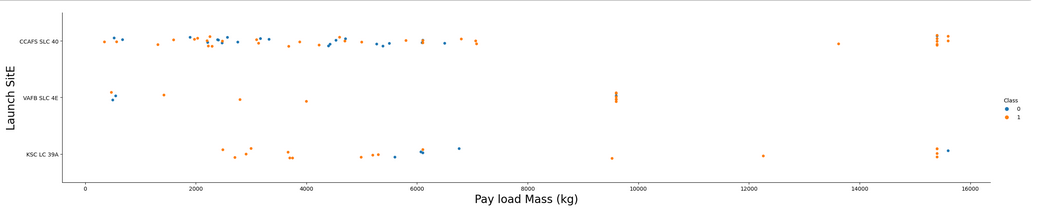 CCAFS SLC 40
VAFB SLC 4E
KSC LC 39A
Launch SitE
0 2000 4000 6000 8000 10000 12000 14000 16000
Pay load Mass (kg)
Class
0
1